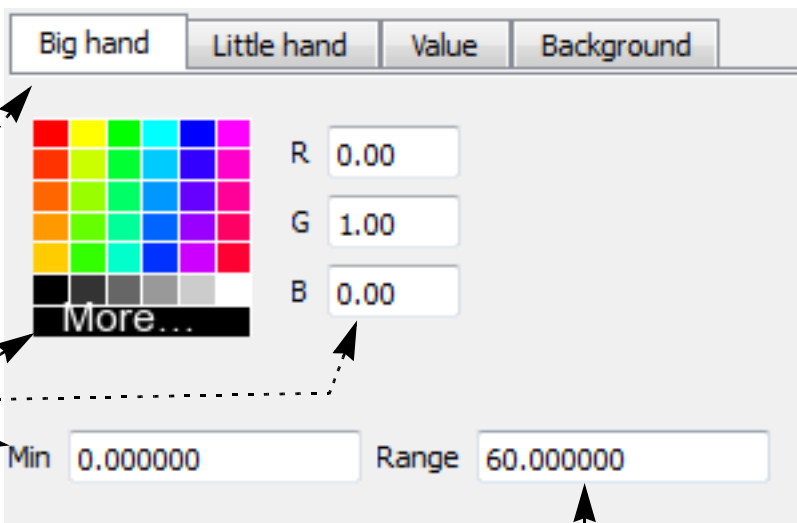 Big hand Little hand Value Background
R 0.00
G 1.00
B 0.00
More...
Min 0.000000 Range 60.000000